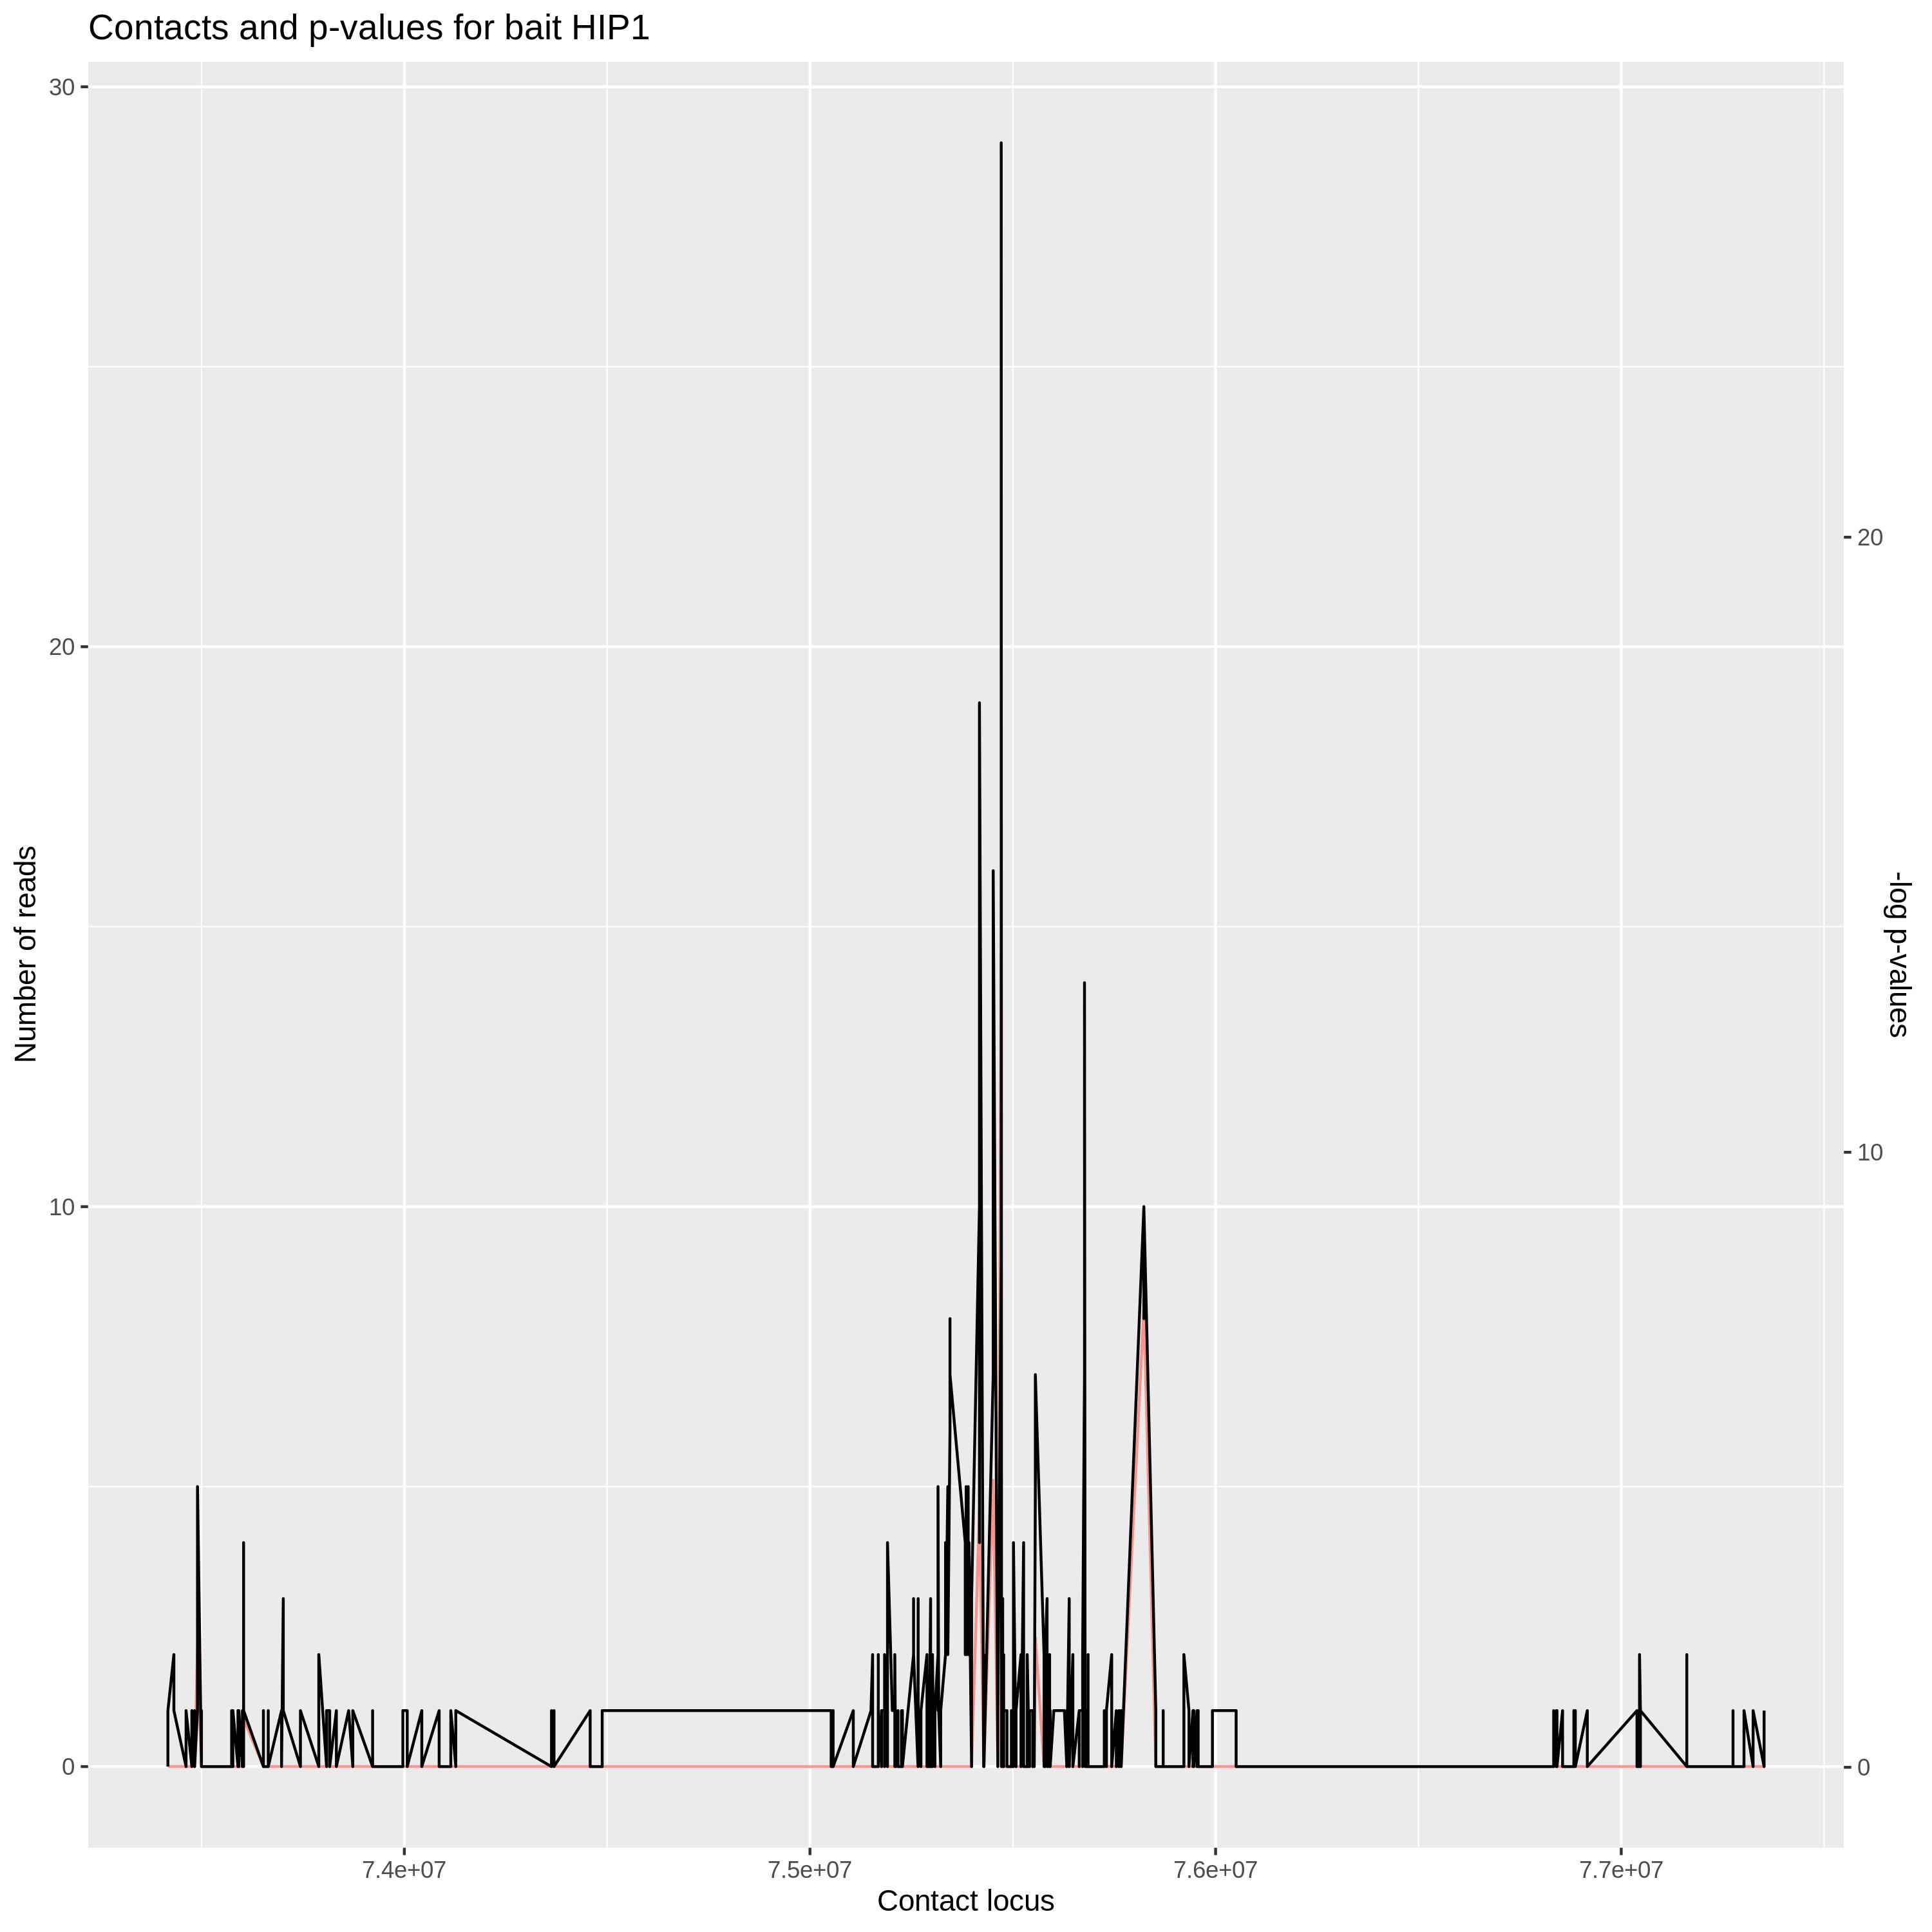 Contacts and p-values for bait HIP1
30
20
10
0
Number of reads
20
10
0
-log p-values
7.4e+07
7.5e+07
7.6e+07
7.7e+07
Contact locus